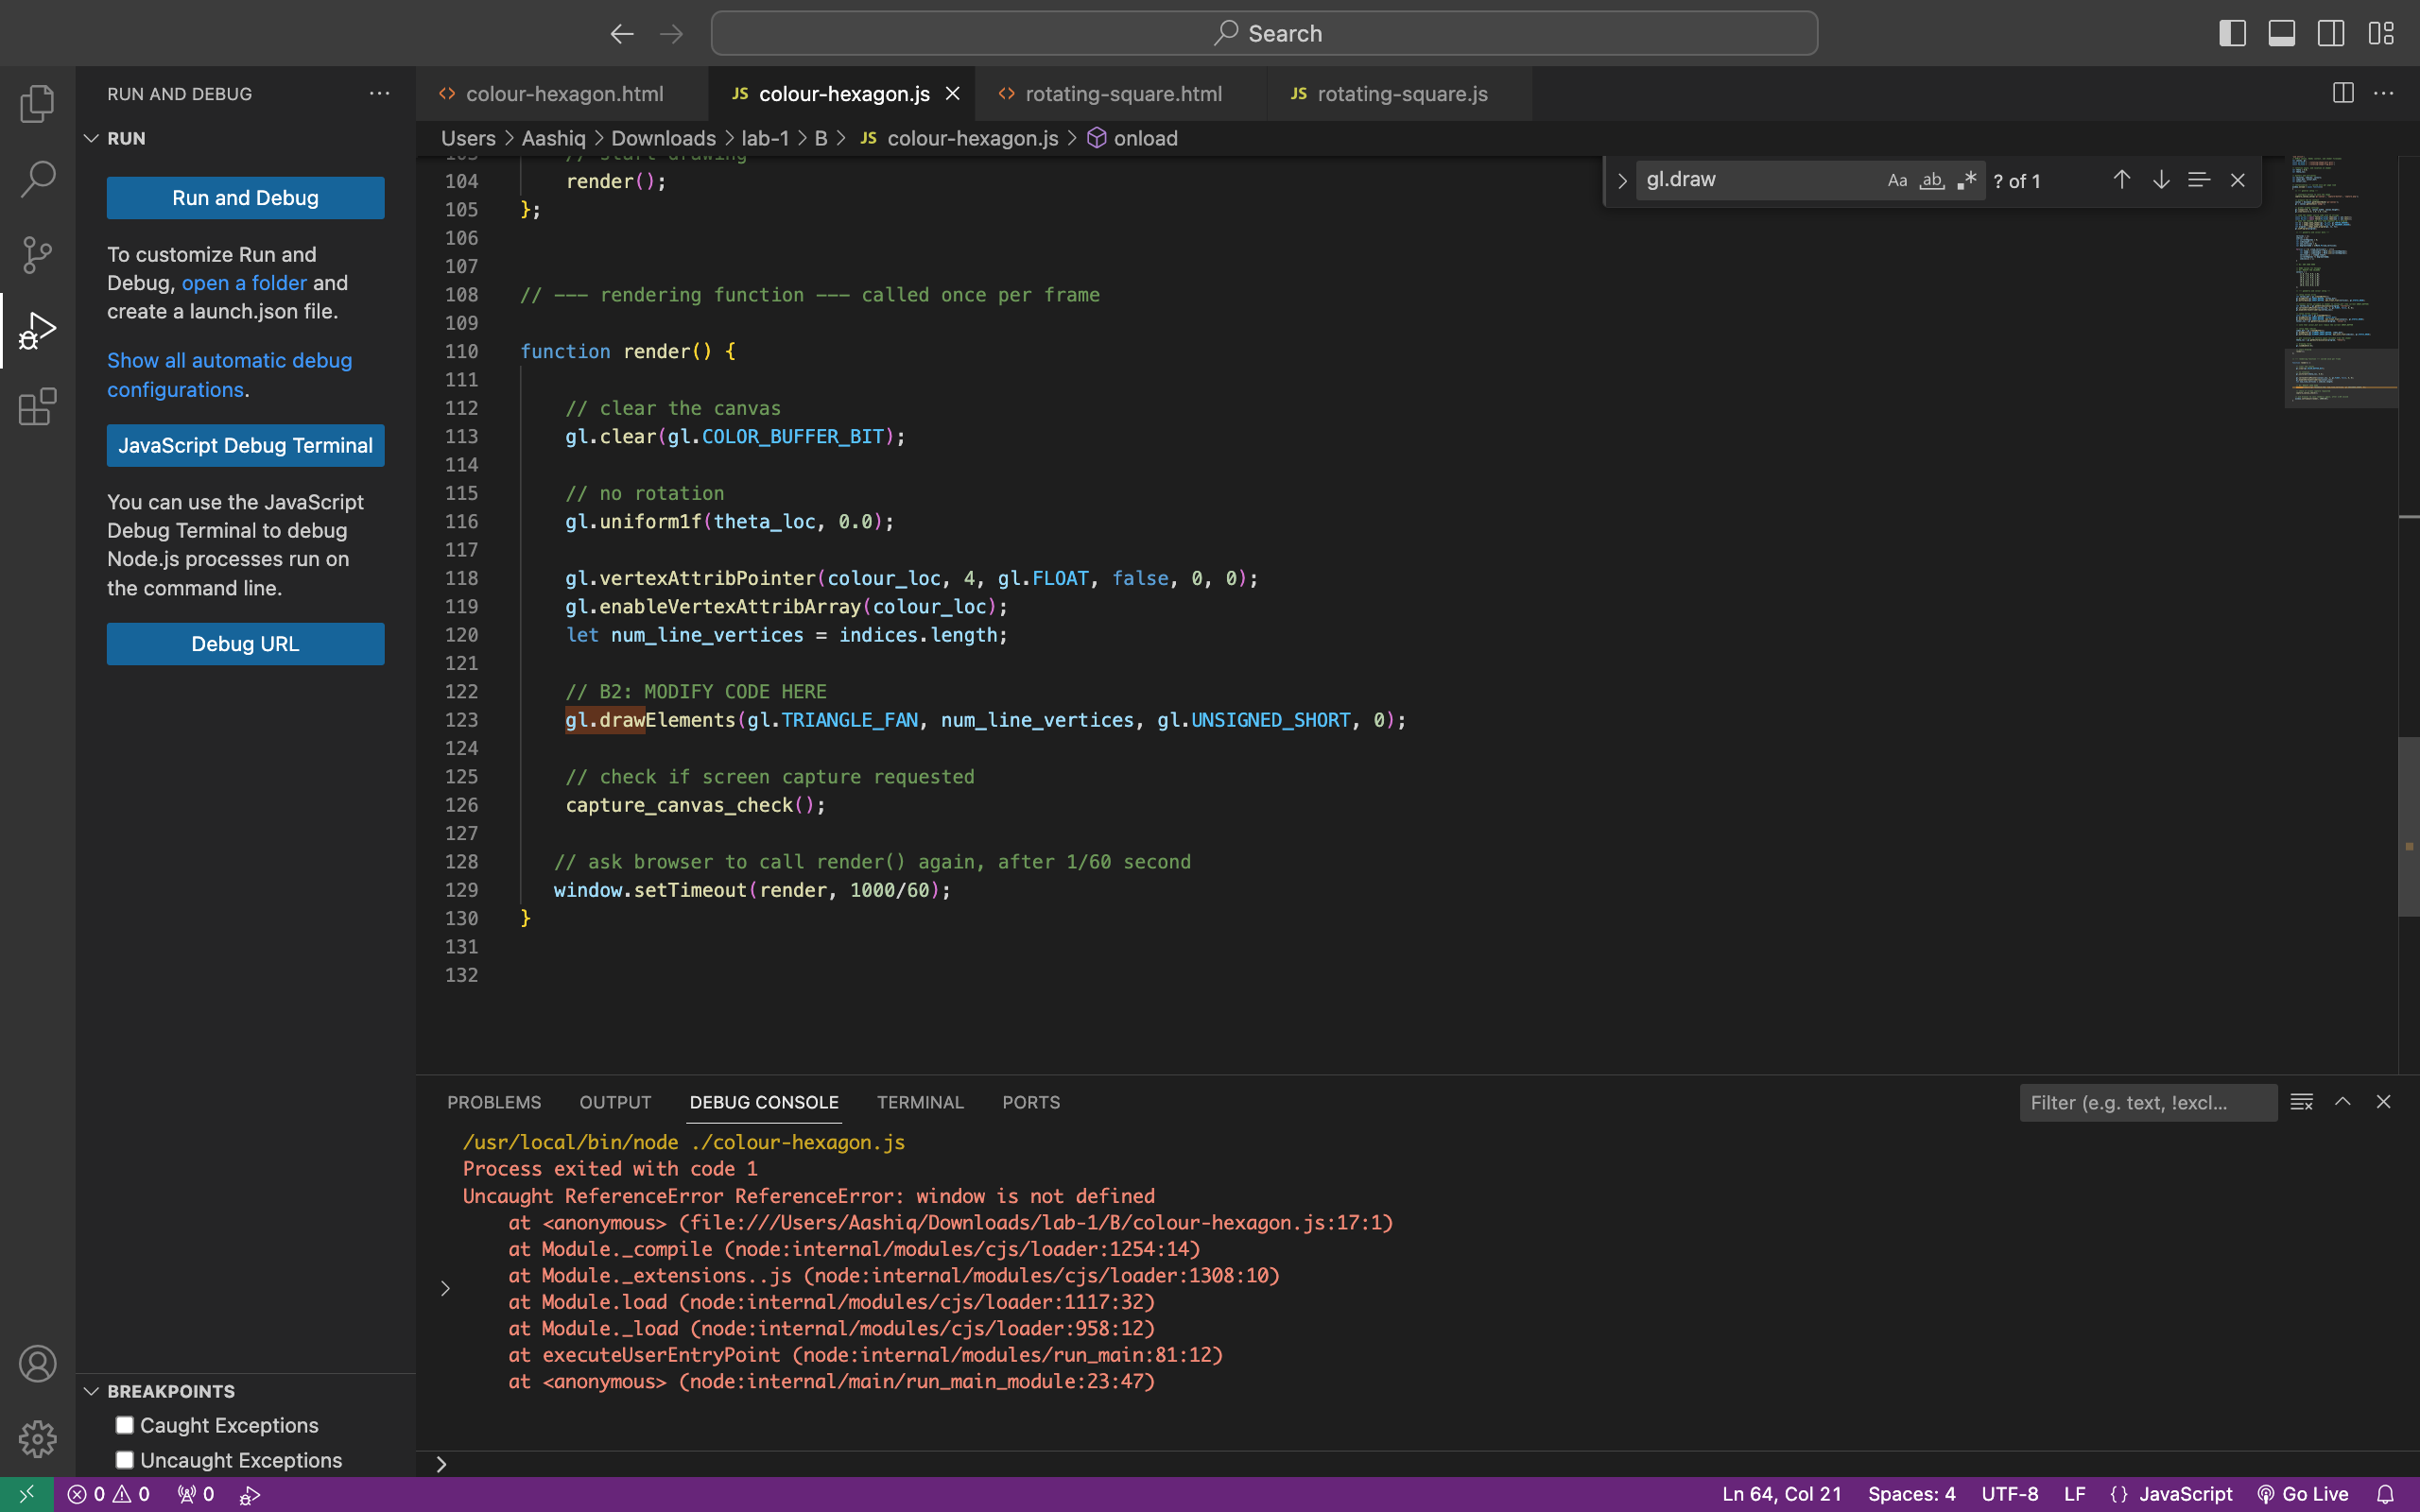 Search
RUN AND DEBUG
RUN
Run and Debug
To customize Run and
Debug, open a folder and
create a launch.json file.
Show all automatic debug
configurations.
JavaScript Debug Terminal
You can use the JavaScript
Debug Terminal to debug
Node.js processes run on
the command line.
Debug URL
BREAKPOINTS
Caught Exceptions
Uncaught Exceptions
<> colour-hexagon.html
JS colour-hexagon.js
<> rotating-square.html
JS rotating-square.js
Users > Aashiq > Downloads > lab-1 > B > JS colour-hexagon.js > onload
gl.draw Aa ab .* ? of 1
103 // start drawing
104 render();
105 };
106
107
108 // --- rendering function --- called once per frame
109
110 function render() {
111
112 // clear the canvas
113 gl.clear(gl.COLOR_BUFFER_BIT);
114
115 // no rotation
116 gl.uniform1f(theta_loc, 0.0);
117
118 gl.vertexAttribPointer(colour_loc, 4, gl.FLOAT, false, 0, 0);
119 gl.enableVertexAttribArray(colour_loc);
120 let num_line_vertices = indices.length;
121
122 // B2: MODIFY CODE HERE
123 gl.drawElements(gl.TRIANGLE_FAN, num_line_vertices, gl.UNSIGNED_SHORT, 0);
124
125 // check if screen capture requested
126 capture_canvas_check();
127
128 // ask browser to call render() again, after 1/60 second
129 window.setTimeout(render, 1000/60);
130 }
131
132
PROBLEMS OUTPUT DEBUG CONSOLE TERMINAL PORTS
Filter (e.g. text, !excl...
/usr/local/bin/node ./colour-hexagon.js
Process exited with code 1
Uncaught ReferenceError ReferenceError: window is not defined
at <anonymous> (file:///Users/Aashiq/Downloads/lab-1/B/colour-hexagon.js:17:1)
at Module._compile (node:internal/modules/cjs/loader:1254:14)
at Module._extensions..js (node:internal/modules/cjs/loader:1308:10)
at Module.load (node:internal/modules/cjs/loader:1117:32)
at Module._load (node:internal/modules/cjs/loader:958:12)
at executeUserEntryPoint (node:internal/modules/run_main:81:12)
at <anonymous> (node:internal/main/run_main_module:23:47)
0 0 0
Ln 64, Col 21 Spaces: 4 UTF-8 LF {} JavaScript Go Live